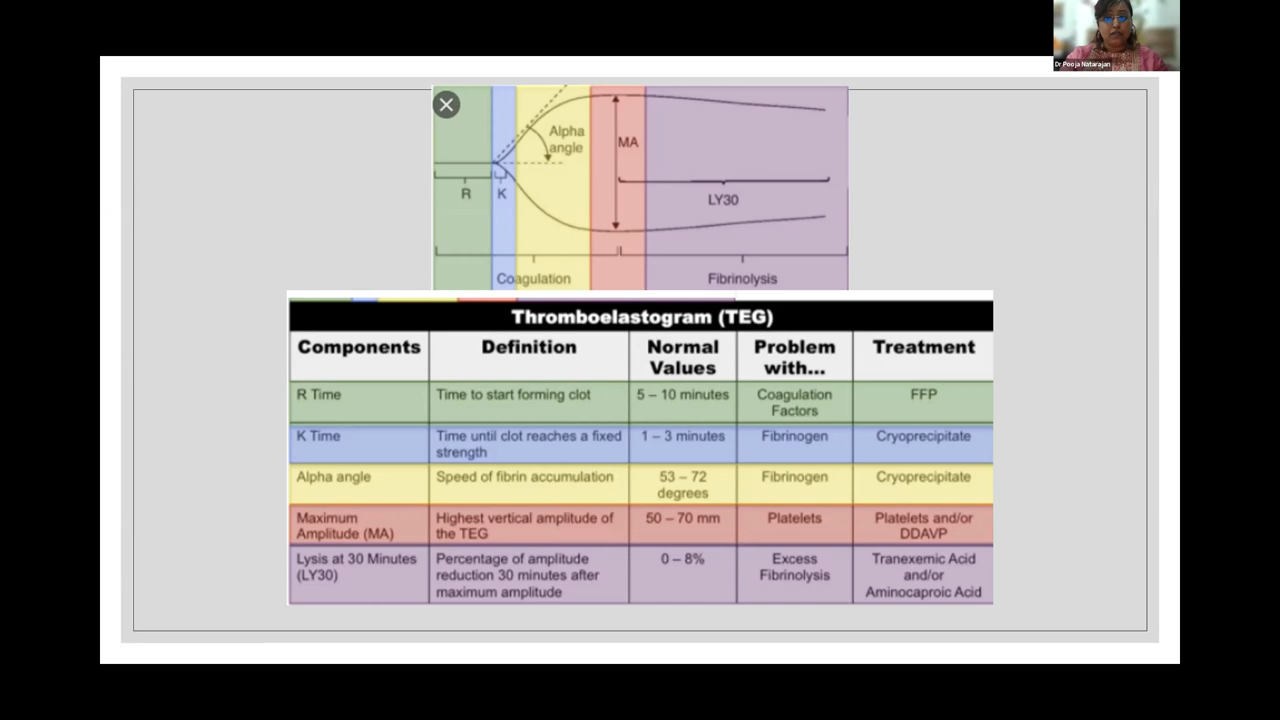 Dr Pooja Natarajan
Alpha
angle
MA
R
K
LY30
Coagulation
Fibrinolysis
Thromboelastogram (TEG)
Components
Definition
Normal
Values
Problem
with...
Treatment
R Time
Time to start forming clot
5 – 10 minutes
Coagulation
Factors
FFP
K Time
Time until clot reaches a fixed
strength
1 – 3 minutes
Fibrinogen
Cryoprecipitate
Alpha angle
Speed of fibrin accumulation
53 – 72
degrees
Fibrinogen
Cryoprecipitate
Maximum
Amplitude (MA)
Highest vertical amplitude of
the TEG
50 – 70 mm
Platelets
Platelets and/or
DDAVP
Lysis at 30 Minutes
(LY30)
Percentage of amplitude
reduction 30 minutes after
maximum amplitude
0 – 8%
Excess
Fibrinolysis
Tranexemic Acid
and/or
Aminocaproic Acid